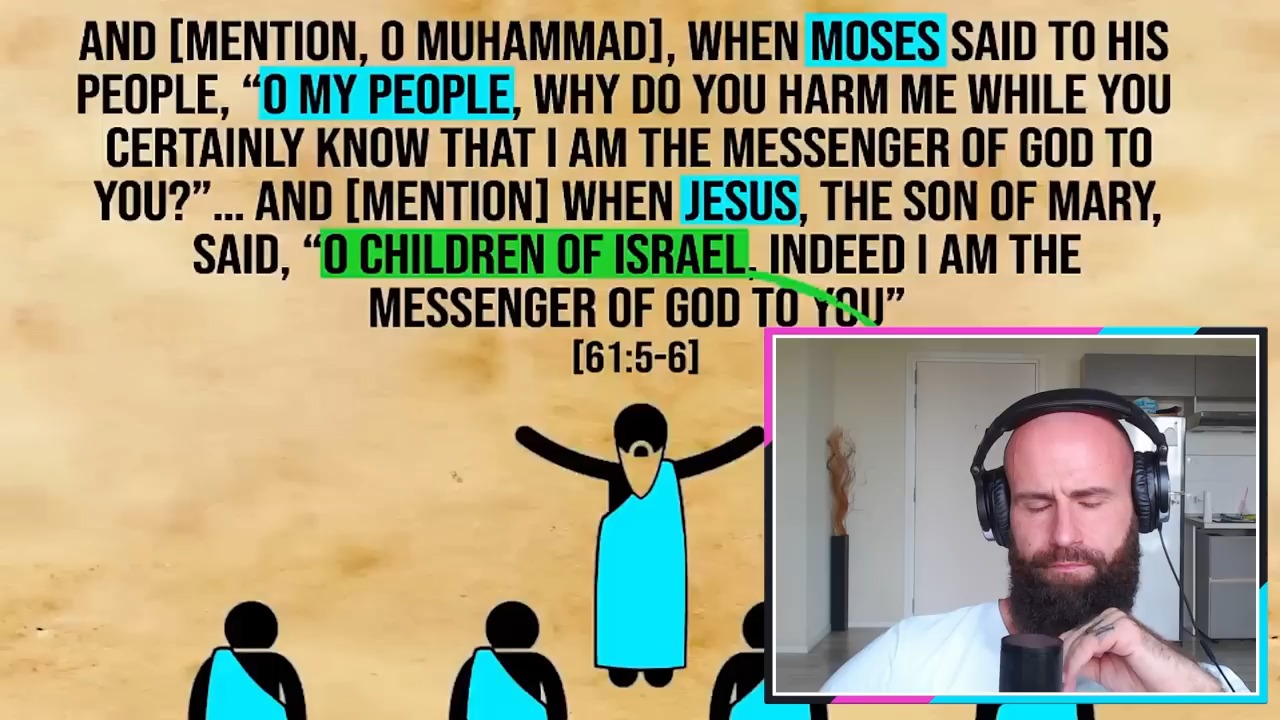 AND [MENTION, O MUHAMMAD], WHEN MOSES SAID TO HIS
PEOPLE, “O MY PEOPLE, WHY DO YOU HARM ME WHILE YOU
CERTAINLY KNOW THAT I AM THE MESSENGER OF GOD TO
YOU?”... AND [MENTION] WHEN JESUS, THE SON OF MARY,
SAID, “O CHILDREN OF ISRAEL, INDEED I AM THE
MESSENGER OF GOD TO YOU”
[61:5-6]